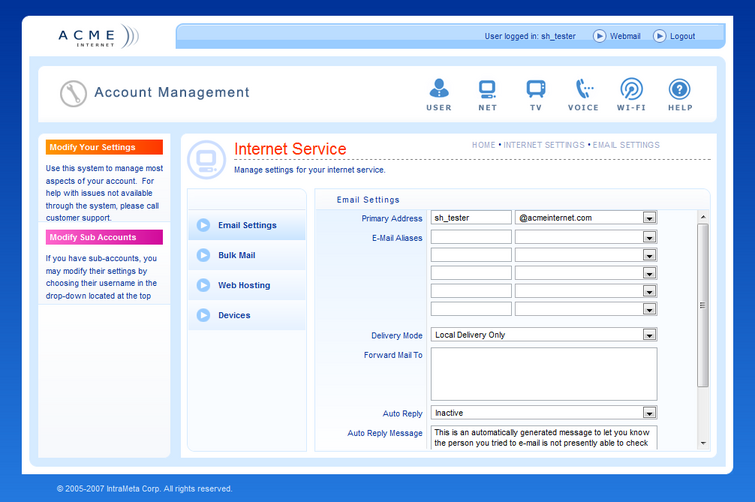 ACME
INTERNET
User logged in: sh_tester
Webmail
Logout
Account Management
USER
NET
TV
VOICE
WI-FI
HELP
Modify Your Settings
Use this system to manage most
aspects of your account. For
help with issues not available
through the system, please call
customer support.
Modify Sub Accounts
If you have sub-accounts, you
may modify their settings by
choosing their username in the
drop-down located at the top
Internet Service
HOME • INTERNET SETTINGS • EMAIL SETTINGS
Manage settings for your internet service.
Email Settings
Bulk Mail
Web Hosting
Devices
Email Settings
Primary Address sh_tester @acmeinternet.com
E-Mail Aliases
Delivery Mode Local Delivery Only
Forward Mail To
Auto Reply Inactive
Auto Reply Message This is an automatically generated message to let you know
the person you tried to e-mail is not presently able to check
© 2005-2007 IntraMeta Corp. All rights reserved.